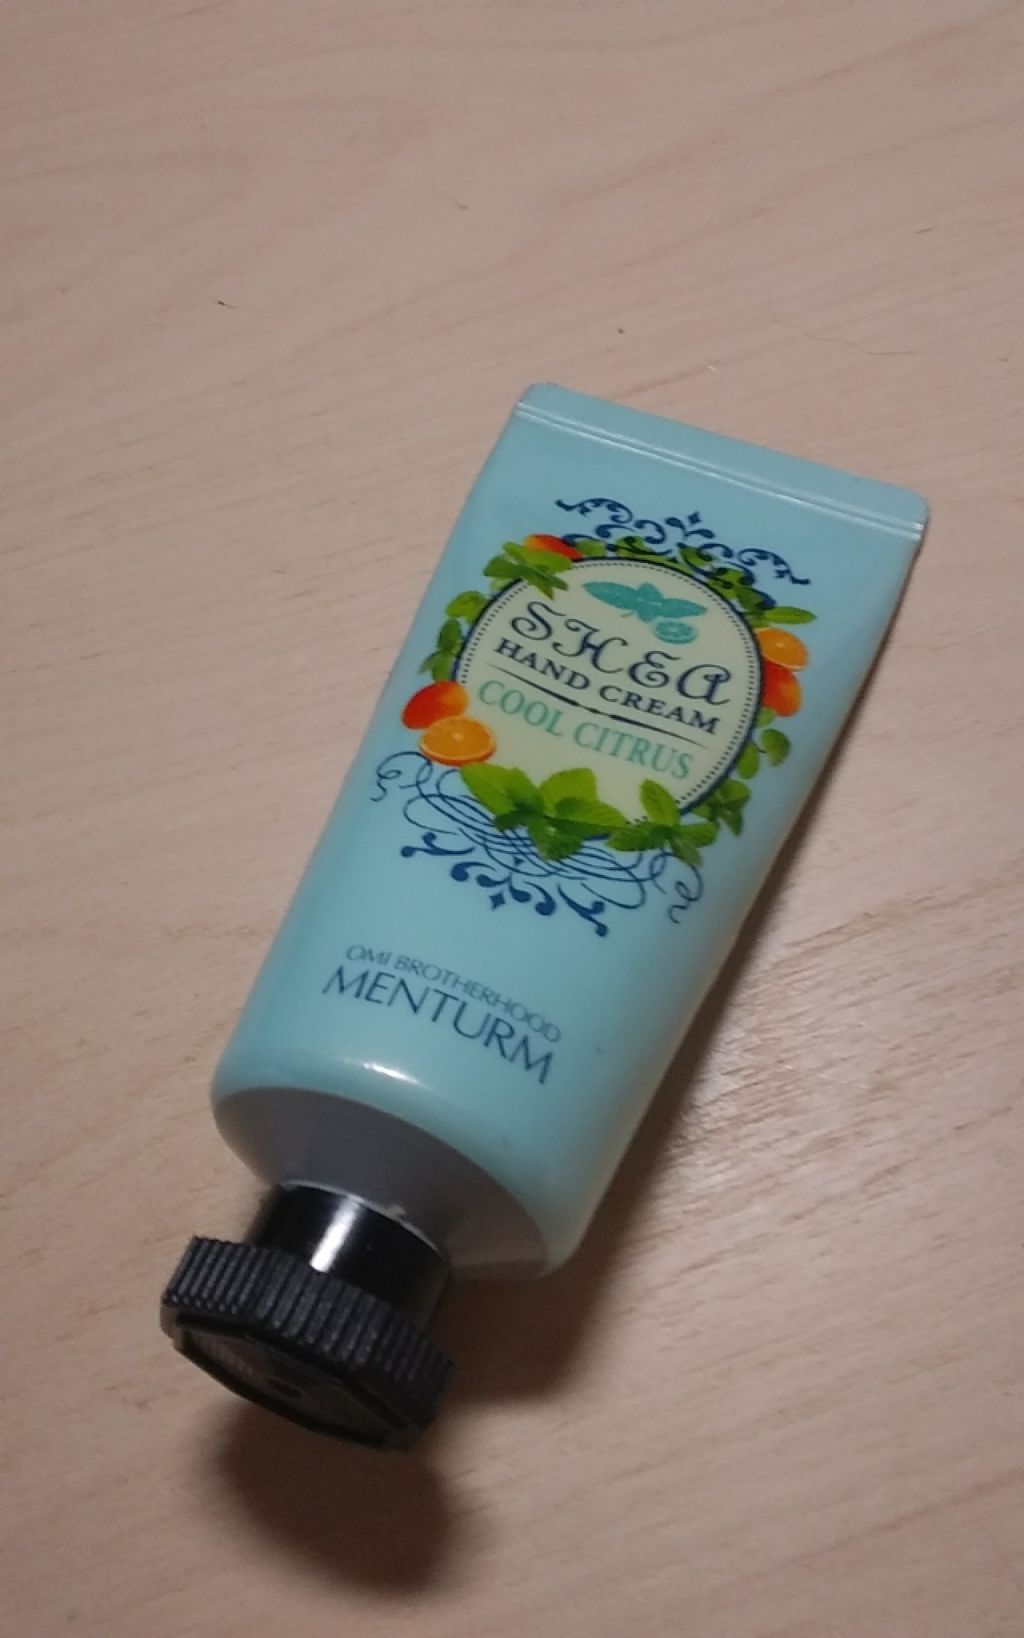 SHEA
HAND CREAM
COOL CITRUS
OMI BROTHERHOOD
MENTURM